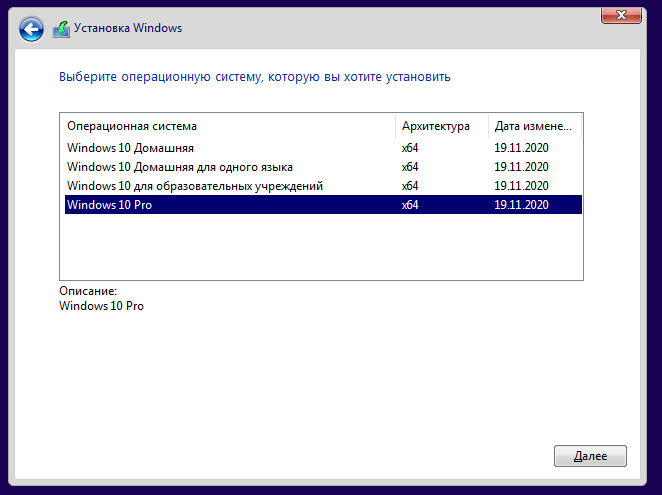 Установка Windows
Выберите операционную систему, которую вы хотите установить
Операционная система Архитектура Дата измене...
Windows 10 Домашняя x64 19.11.2020
Windows 10 Домашняя для одного языка x64 19.11.2020
Windows 10 для образовательных учреждений x64 19.11.2020
Windows 10 Pro x64 19.11.2020
Описание:
Windows 10 Pro
Далее